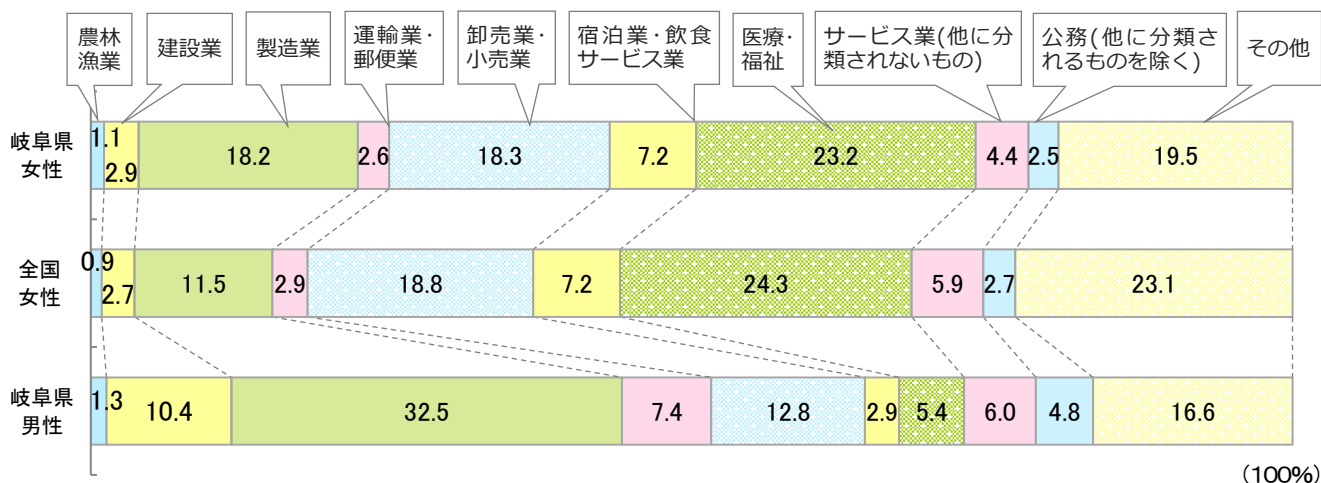 農林
漁業
建設業
製造業
運輸業・
郵便業
卸売業・
小売業
宿泊業・飲食
サービス業
医療・
福祉
サービス業(他に分
類されないもの)
公務(他に分類さ
れるものを除く)
その他
岐阜県
女性
1.1
2.9
18.2
2.6
18.3
7.2
23.2
4.4
2.5
19.5
全国
女性
0.9
2.7
11.5
2.9
18.8
7.2
24.3
5.9
2.7
23.1
岐阜県
男性
1.3
10.4
32.5
7.4
12.8
2.9
5.4
6.0
4.8
16.6
(100%)